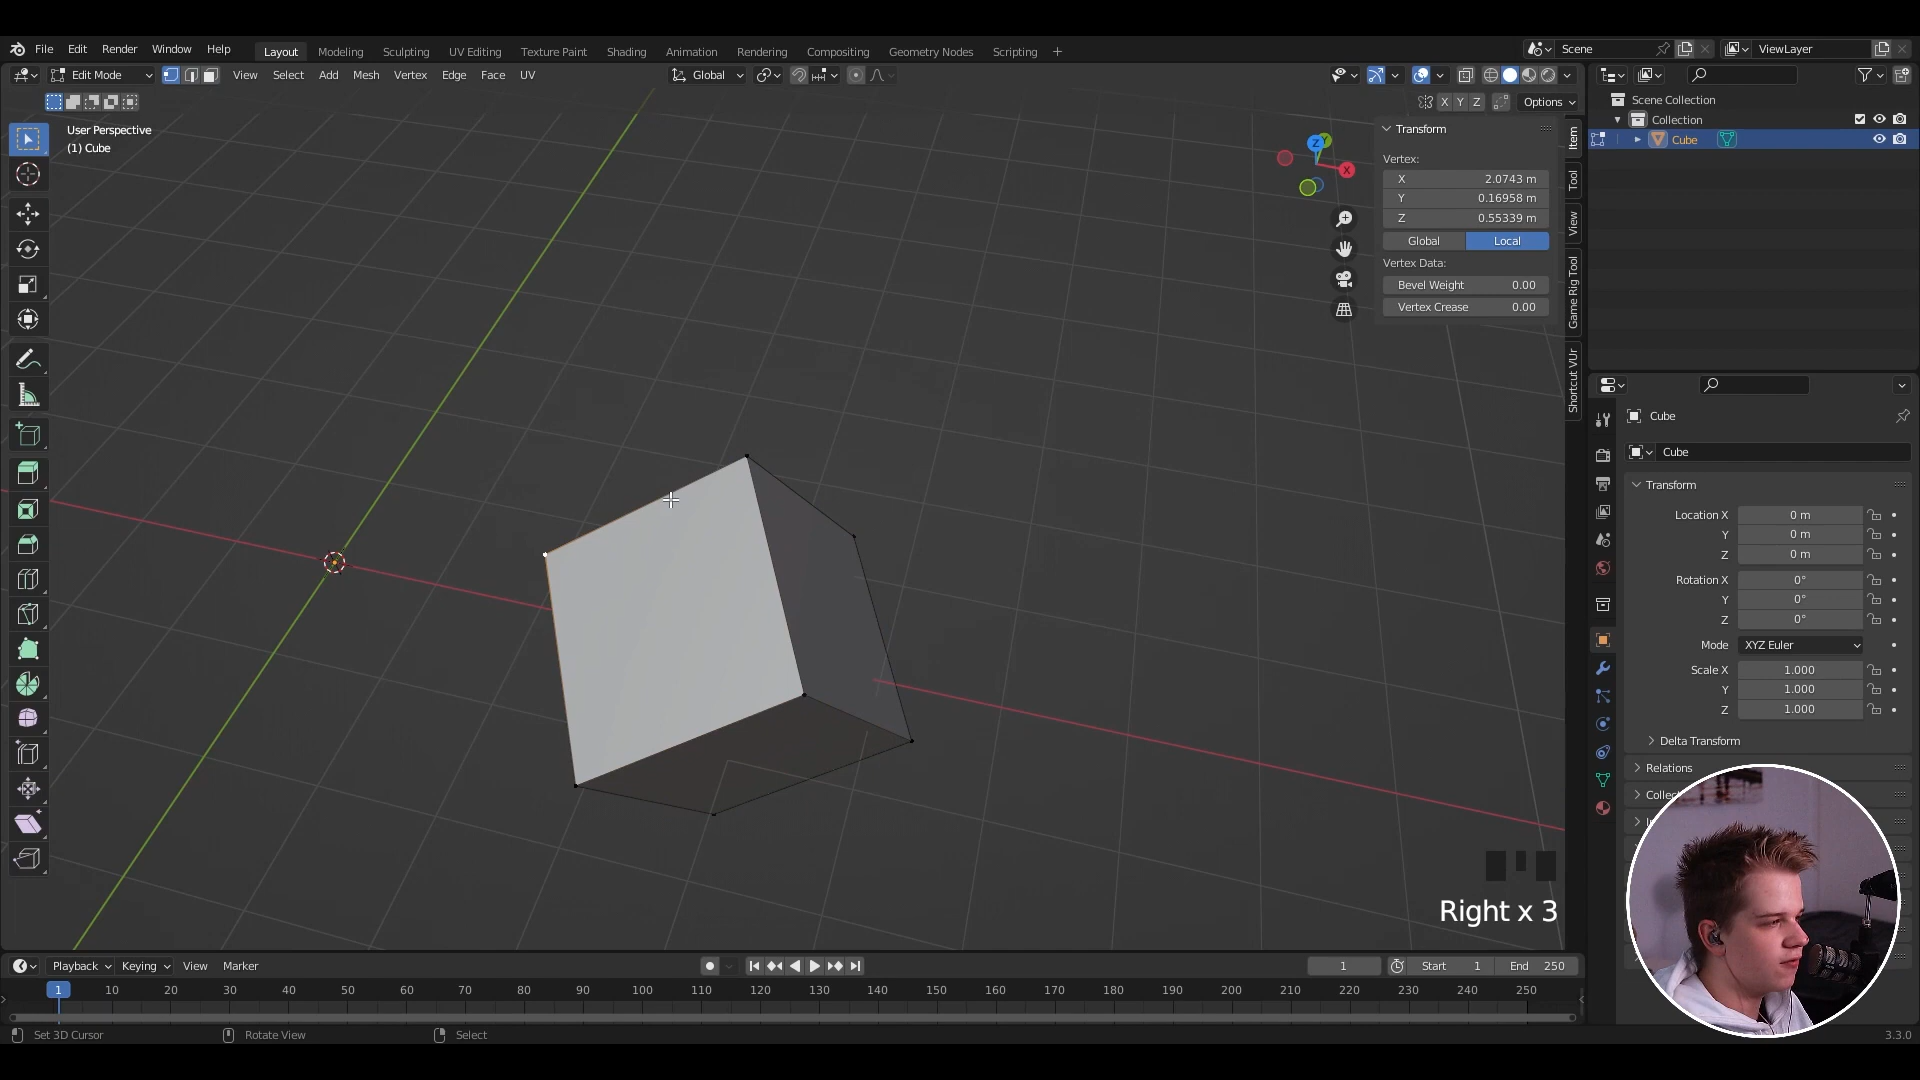 File Edit Render Window Help Layout Modeling Sculpting UV Editing Texture Paint Shading Animation Rendering Compositing Geometry Nodes Scripting + Scene ViewLayer
Edit Mode View Select Add Mesh Vertex Edge Face UV Global
X Y Z Options
User Perspective
(1) Cube
Z Y
X
Transform
Vertex:
X 2.0743 m
Y 0.16958 m
Z 0.55339 m
Global Local
Vertex Data:
Bevel Weight 0.00
Vertex Crease 0.00
Item
Tool
View
Game Rig Tool
Shortcut VUr
Scene Collection
Collection
Cube
Cube
Cube
Transform
Location X 0 m
Y 0 m
Z 0 m
Rotation X 0°
Y 0°
Z 0°
Mode XYZ Euler
Scale X 1.000
Y 1.000
Z 1.000
Delta Transform
Relations
Right x 3
Playback Keying View Marker 1 Start 1 End 250
1 10 20 30 40 50 60 70 80 90 100 110 120 130 140 150 160 170 180 190 200 210 220 230 240 250
Set 3D Cursor Rotate View Select 3.3.0